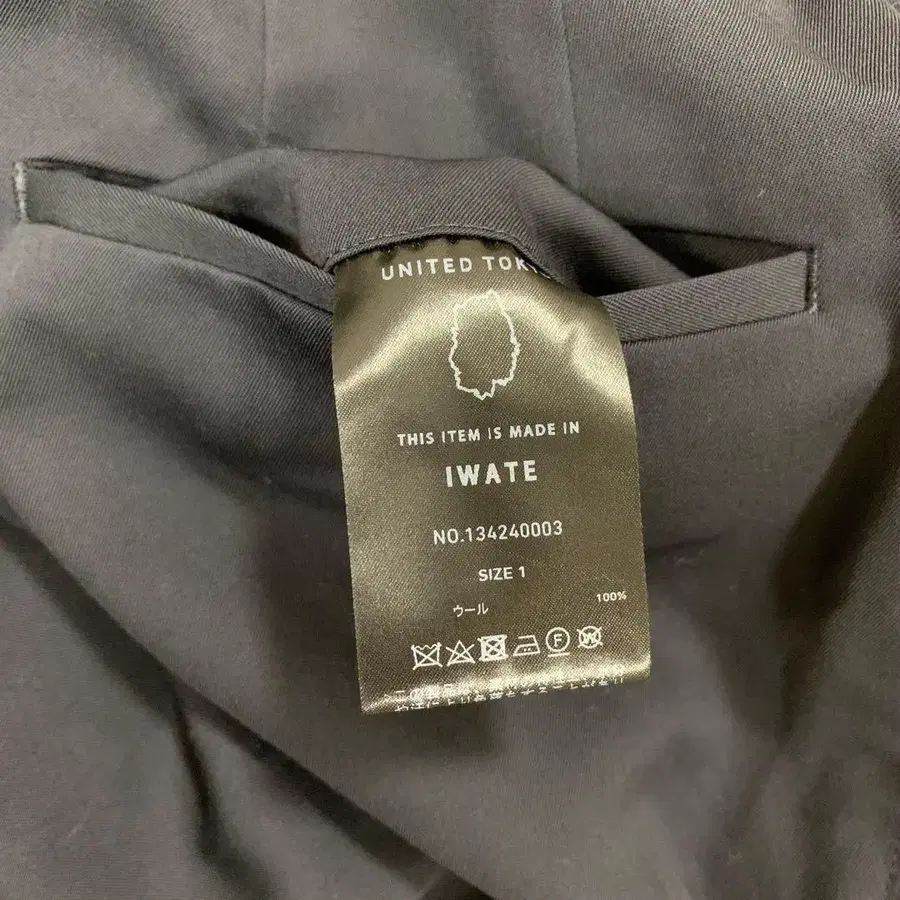 UNITED TOK
THIS ITEM IS MADE IN
IWATE
NO.134240003
SIZE 1
ウール 100%
F W